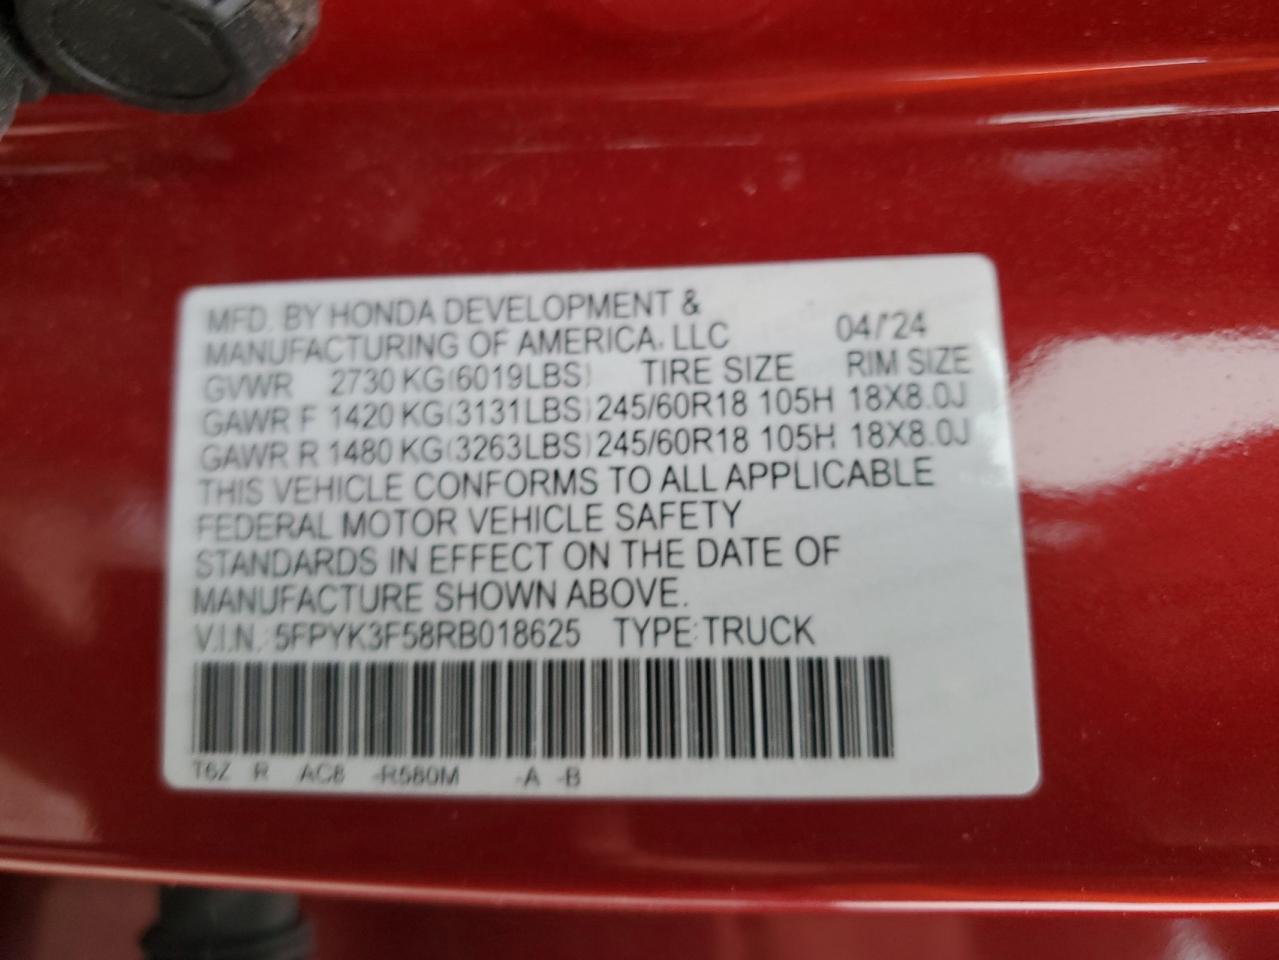 MFD. BY HONDA DEVELOPMENT &
MANUFACTURING OF AMERICA, LLC 04/'24
GVWR 2730 KG(6019LBS) TIRE SIZE RIM SIZE
GAWR F 1420 KG(3131LBS) 245/60R18 105H 18X8.0J
GAWR R 1480 KG(3263LBS) 245/60R18 105H 18X8.0J
THIS VEHICLE CONFORMS TO ALL APPLICABLE
FEDERAL MOTOR VEHICLE SAFETY
STANDARDS IN EFFECT ON THE DATE OF
MANUFACTURE SHOWN ABOVE.
V.I.N.: 5FPYK3F58RB018625 TYPE:TRUCK
T6Z R AC8 -R580M -A -B